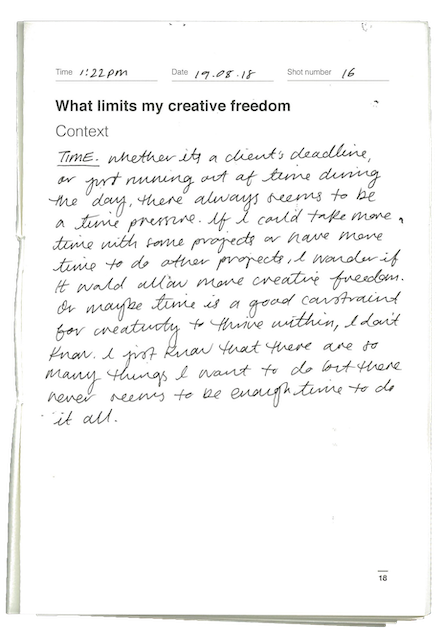 Time 1:22pm Date 19.08.18 Shot number 16
What limits my creative freedom
Context
TIME. Whether its a client's deadline,
or just running out of time during
the day, there always seems to be
a time pressure. If I could take more
time with some projects or have more
time to do other projects, I wonder if
it would allow more creative freedom.
Or maybe time is a good constraint
for creativity to thrive within, I don't
know. I just know that there are so
many things I want to do but there
never seems to be enough time to do
it all.
18